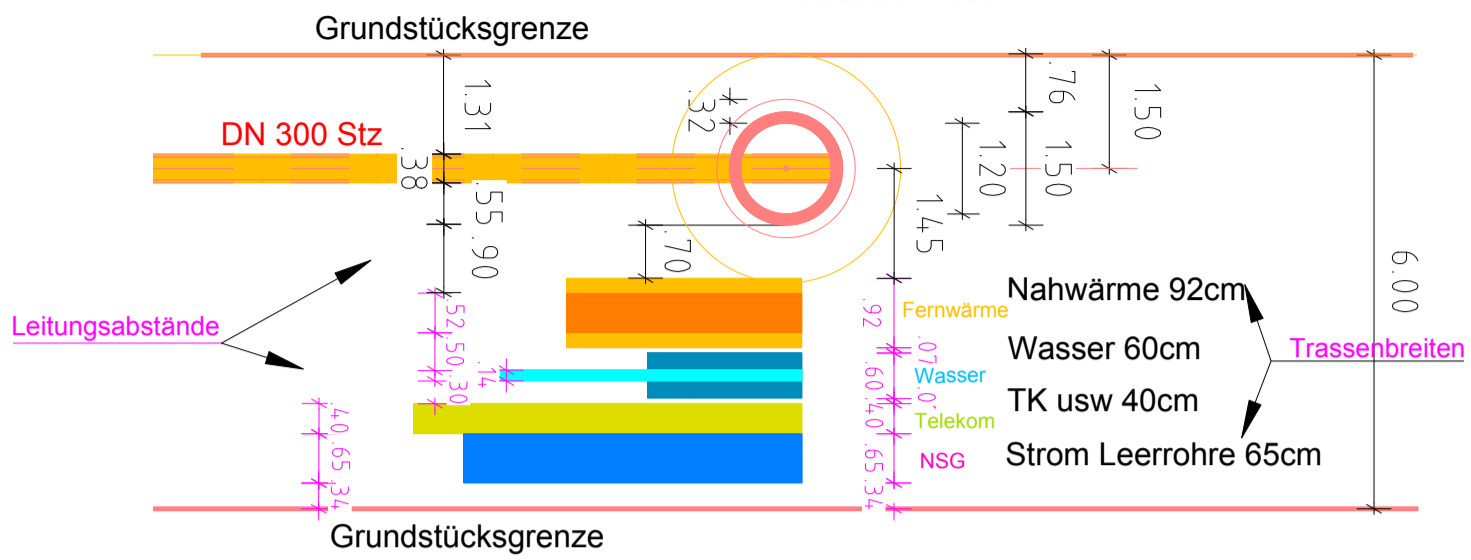 Grundstücksgrenze
DN 300 Stz
1.31
.38
.55
.90
.32
.70
.76
1.50
1.20
1.50
1.45
6.00
Leitungsabstände
.52
.50
.14
.30
.40
.65
.34
.92
.07
.60
.40
.65
.34
Fernwärme
Wasser
Telekom
NSG
Nahwärme 92cm
Wasser 60cm
TK usw 40cm
Strom Leerrohre 65cm
Trassenbreiten
Grundstücksgrenze